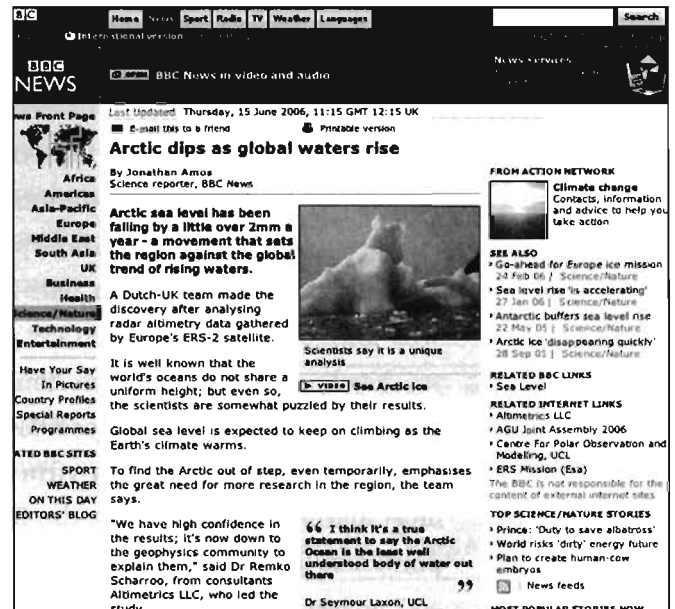 BBC
Home News Sport Radio TV Weather Languages
Search
International version
BBC
NEWS
OPEN BBC News in video and audio
News services
News Front Page
Africa
Americas
Asia-Pacific
Europe
Middle East
South Asia
UK
Business
Health
Science/Nature
Technology
Entertainment
Have Your Say
In Pictures
Country Profiles
Special Reports
Programmes
ATED BBC SITES
SPORT
WEATHER
ON THIS DAY
EDITORS' BLOG
Last Updated Thursday, 15 June 2006, 11:15 GMT 12:15 UK
E-mail this to a friend
Printable version
Arctic dips as global waters rise
By Jonathan Amos
Science reporter, BBC News
Arctic sea level has been
falling by a little over 2mm a
year - a movement that sets
the region against the global
trend of rising waters.
A Dutch-UK team made the
discovery after analysing
radar altimetry data gathered
by Europe's ERS-2 satellite.
It is well known that the
world's oceans do not share a
uniform height; but even so,
the scientists are somewhat puzzled by their results.
Global sea level is expected to keep on climbing as the
Earth's climate warms.
To find the Arctic out of step, even temporarily, emphasises
the great need for more research in the region, the team
says.
"We have high confidence in
the results; it's now down to
the geophysics community to
explain them," said Dr Remko
Scharroo, from consultants
Altimetrics LLC, who led the
study.
Scientists say it is a unique
analysis
VIDEO See Arctic ice
“ I think it's a true
statement to say the Arctic
Ocean is the least well
understood body of water out
there ”
Dr Seymour Laxon, UCL
FROM ACTION NETWORK
Climate change
Contacts, information
and advice to help you
take action
SEE ALSO
Go-ahead for Europe ice mission
24 Feb 06 | Science/Nature
Sea level rise 'is accelerating'
27 Jan 06 | Science/Nature
Antarctic buffers sea level rise
22 May 05 | Science/Nature
Arctic ice 'disappearing quickly'
28 Sep 05 | Science/Nature
RELATED BBC LINKS
Sea Level
RELATED INTERNET LINKS
Altimetrics LLC
AGU Joint Assembly 2006
Centre For Polar Observation and
Modelling, UCL
ERS Mission (Esa)
The BBC is not responsible for the
content of external internet sites
TOP SCIENCE/NATURE STORIES
Prince: 'Duty to save albatross'
World risks 'dirty' energy future
Plan to create human-cow
embryos
News feeds
MOST POPULAR STORIES NOW